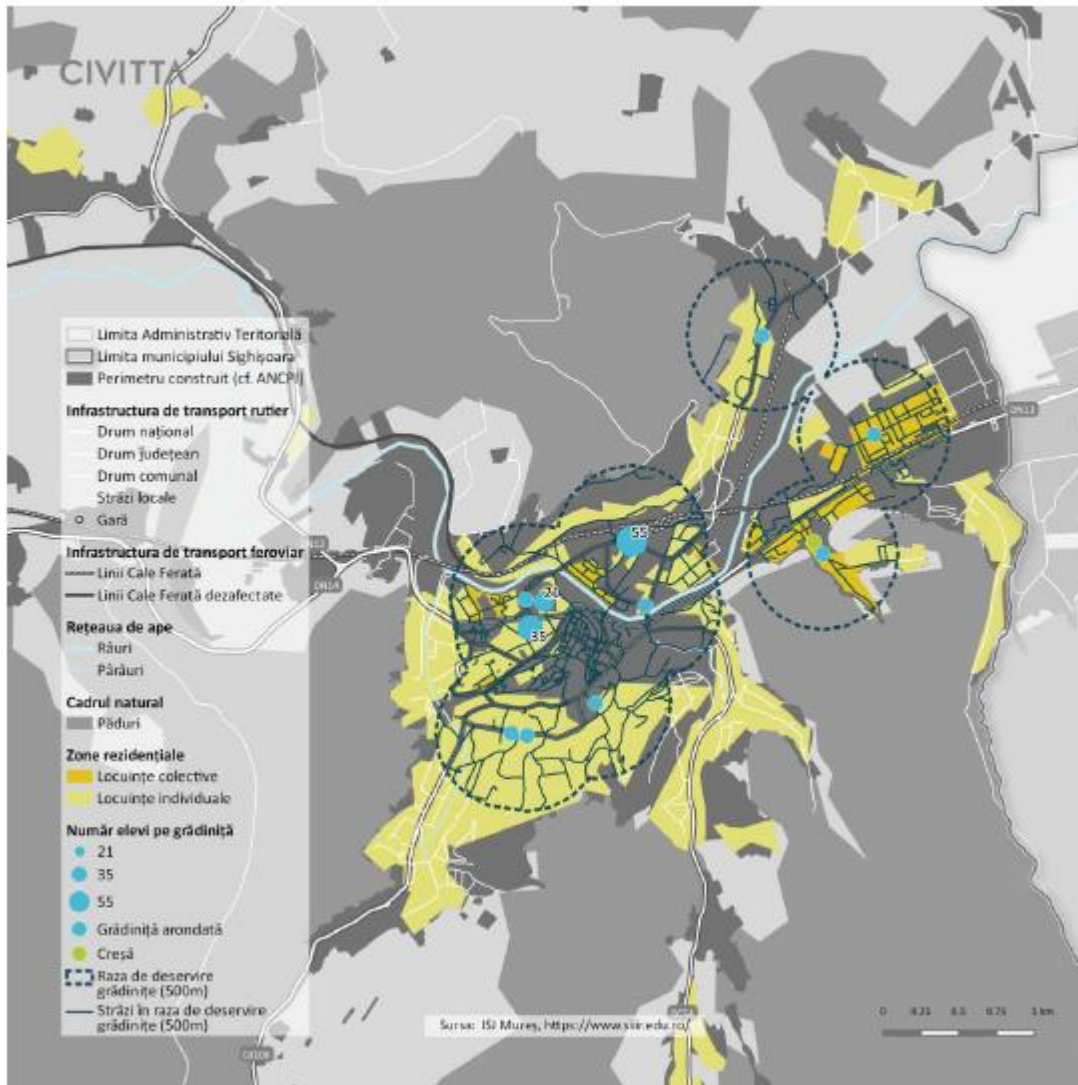 CIVITTA
Limita Administrativ Teritorială
Limita municipiului Sighișoara
Perimetru construit (cf. ANCPI)
Infrastructura de transport rutier
Drum național
Drum județean
Drum comunal
Străzi locale
Gară
Infrastructura de transport feroviar
Linii Cale Ferată
Linii Cale Ferată dezafectate
Rețeaua de ape
Râuri
Pârâuri
Cadrul natural
Păduri
Zone rezidențiale
Locuințe colective
Locuințe individuale
Număr elevi pe grădiniță
21
35
55
Grădiniță arondată
Creșă
Raza de deservire
grădinițe (500m)
Străzi în raza de deservire
grădinițe (500m)
DN13
DN14
55
21
35
Sursa: ISJ Mureș, https://www.siiir.edu.ro/
0 0.25 0.5 0.75 1 km